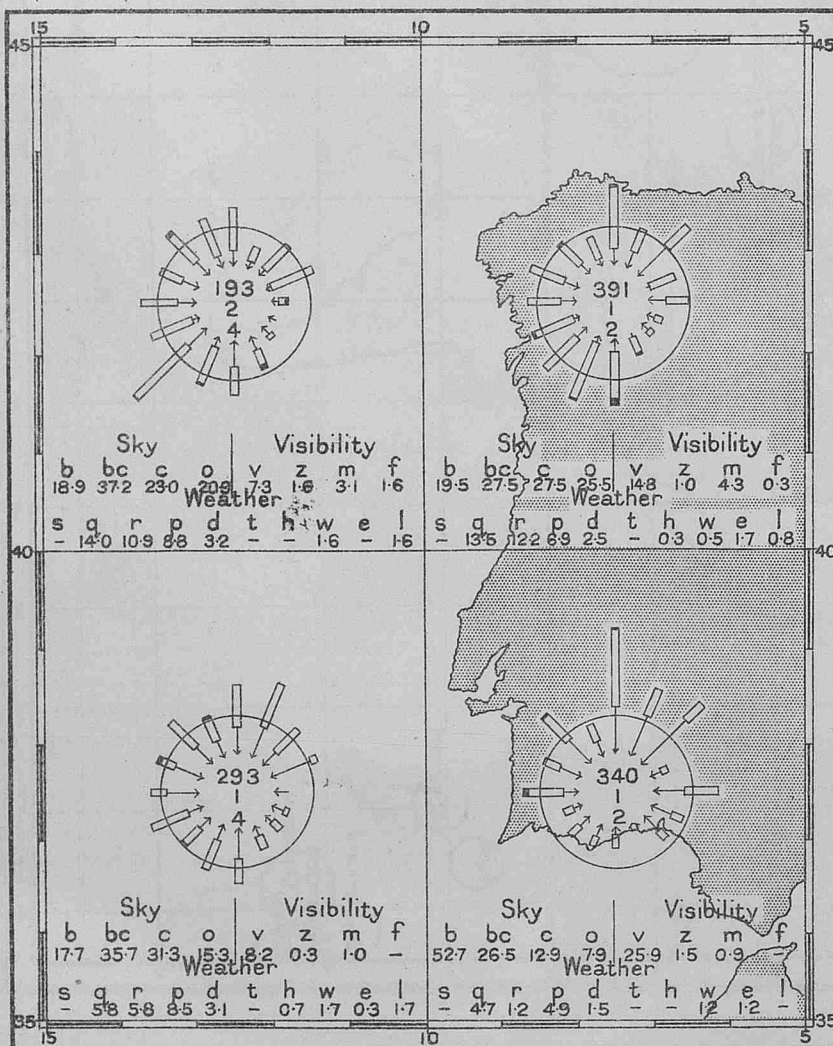 15 10 5
45 45
193
2
4
391
1
2
Sky Visibility
b bc c o v z m f
18·9 37·2 23·0 20·9 7·3 1·6 3·1 1·6
Weather
s q r p d t h w e l
– 14·0 10·9 8·8 3·2 – – 1·6 – 1·6
Sky Visibility
b bc c o v z m f
19·5 27·5 27·5 25·5 14·8 1·0 4·3 0·3
Weather
s q r p d t h w e l
– 13·5 12·2 6·9 2·5 – 0·3 0·5 1·7 0·8
40 40
293
1
4
340
1
2
Sky Visibility
b bc c o v z m f
17·7 35·7 31·3 15·3 8·2 0·3 1·0 –
Weather
s q r p d t h w e l
– 5·8 5·8 8·5 3·1 – 0·7 1·7 0·3 1·7
Sky Visibility
b bc c o v z m f
52·7 26·5 12·9 7·9 25·9 1·5 0·9 –
Weather
s q r p d t h w e l
– 4·7 1·2 4·9 1·5 – – 1·2 1·2 –
35 35
15 10 5